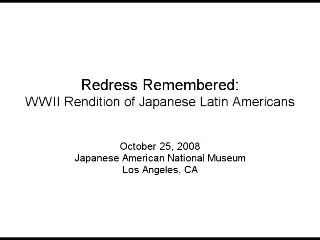 Redress Remembered:
WWII Rendition of Japanese Latin Americans
October 25, 2008
Japanese American National Museum
Los Angeles, CA